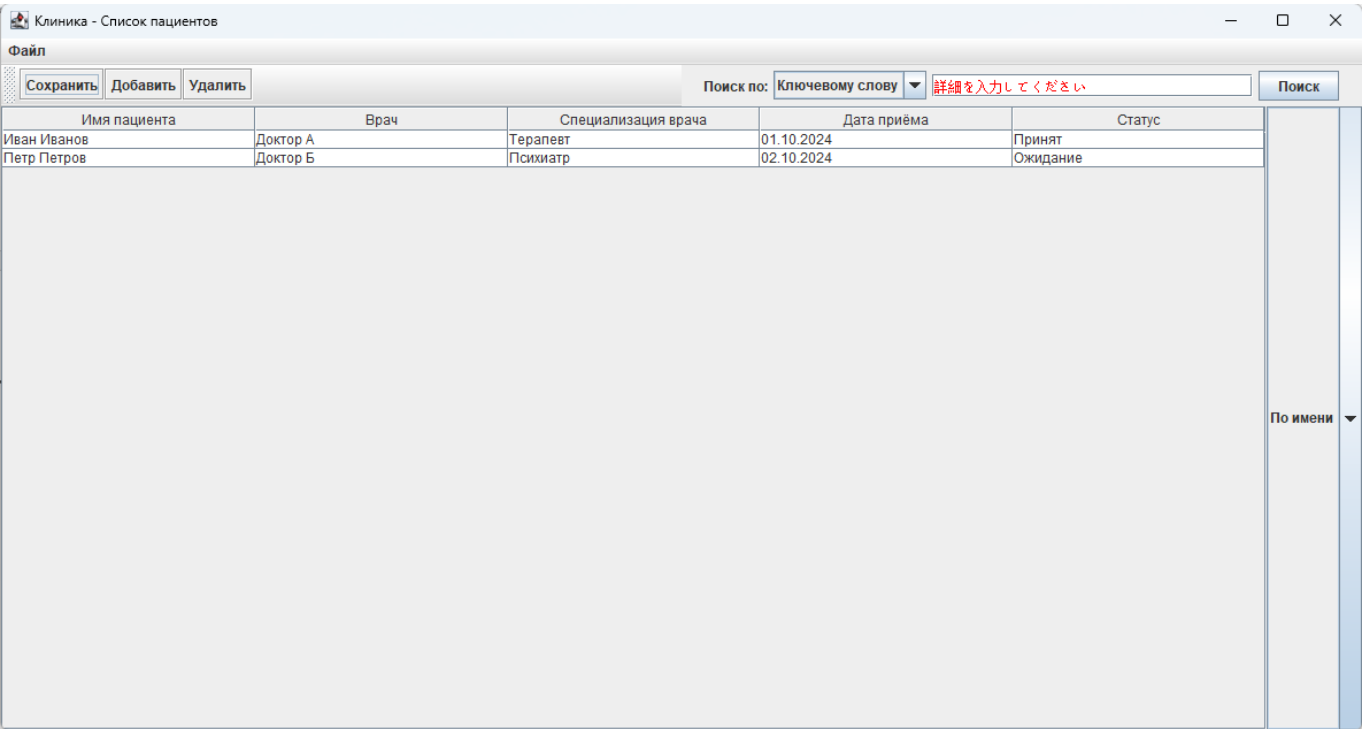 Клиника - Список пациентов
Файл
Сохранить Добавить Удалить Поиск по: Ключевому слову 詳細を入力してください Поиск
Имя пациента Врач Специализация врача Дата приёма Статус
Иван Иванов Доктор А Терапевт 01.10.2024 Принят
Петр Петров Доктор Б Психиатр 02.10.2024 Ожидание
По имени